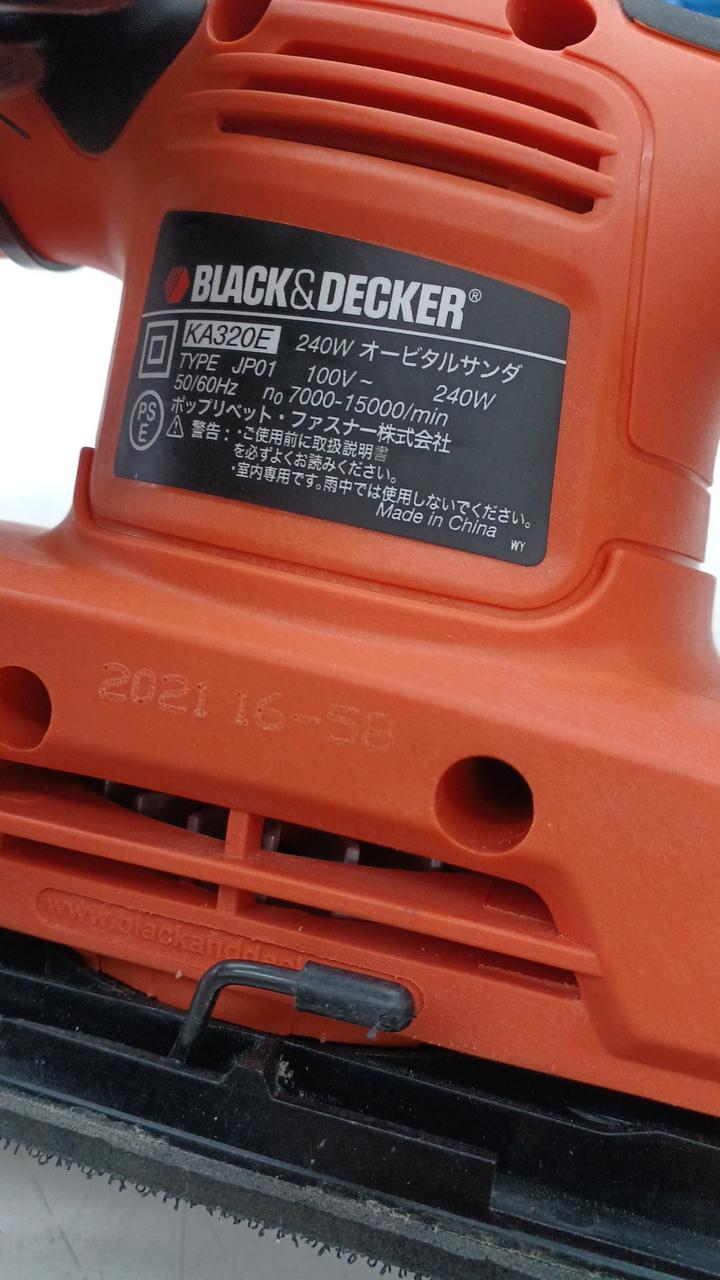 BLACK&DECKER®
KA320E 240W オービタルサンダ
TYPE JP01 100V~ 240W
50/60Hz n₀ 7000-15000/min
PS E
ポップリベット・ファスナー株式会社
警告：・ご使用前に取扱説明書
を必ずよくお読みください。
・室内専用です。雨中では使用しないでください。
Made in China
WY
2021 16-58
www.blackanddec